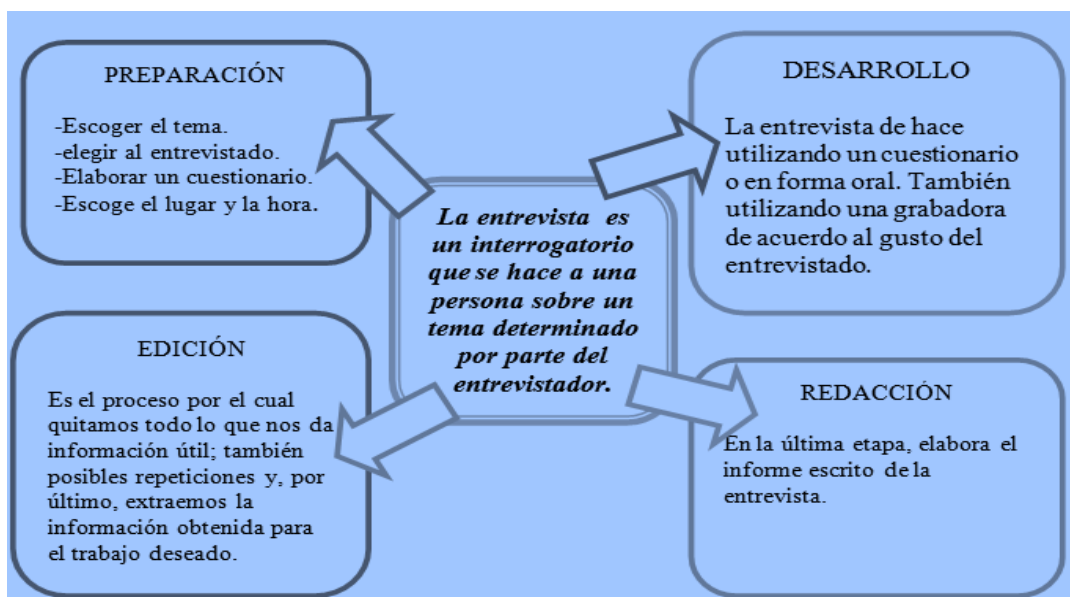 PREPARACIÓN
-Escoger el tema.
-elegir al entrevistado.
-Elaborar un cuestionario.
-Escoge el lugar y la hora.
DESARROLLO
La entrevista de hace
utilizando un cuestionario
o en forma oral. También
utilizando una grabadora
de acuerdo al gusto del
entrevistado.
La entrevista es
un interrogatorio
que se hace a una
persona sobre un
tema determinado
por parte del
entrevistador.
EDICIÓN
Es el proceso por el cual
quitamos todo lo que nos da
información útil; también
posibles repeticiones y, por
último, extraemos la
información obtenida para
el trabajo deseado.
REDACCIÓN
En la última etapa, elabora el
informe escrito de la
entrevista.